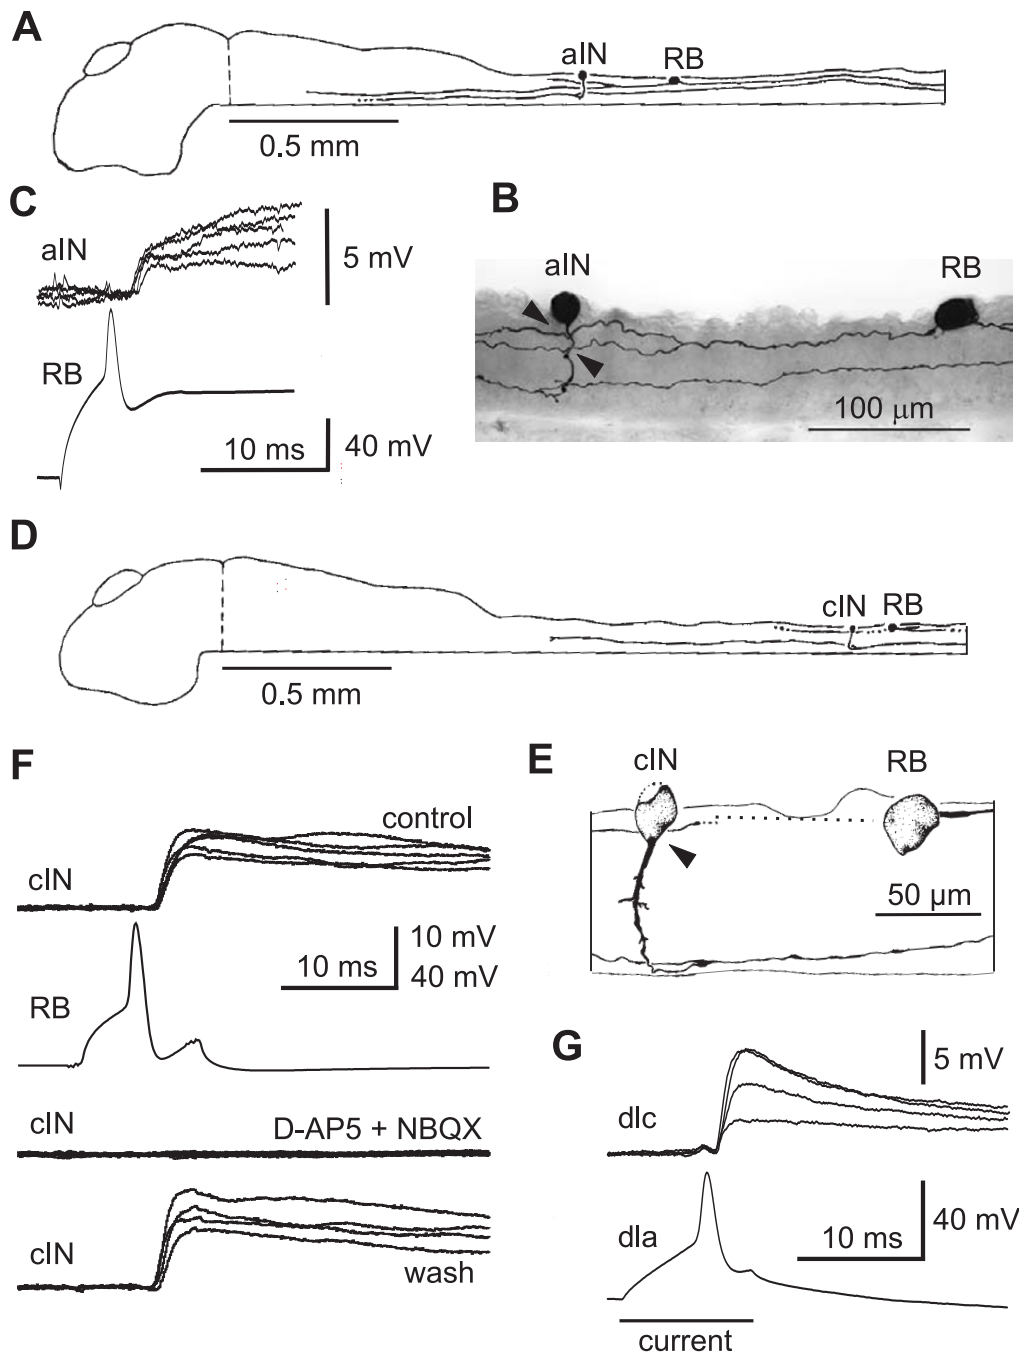 A
aIN
RB
0.5 mm
C
aIN
5 mV
RB
10 ms
40 mV
B
aIN
RB
100 µm
D
cIN
RB
0.5 mm
F
control
cIN
10 mV
10 ms
40 mV
RB
cIN
D-AP5 + NBQX
cIN
wash
E
cIN
RB
50 µm
G
5 mV
dlc
dla
10 ms
40 mV
current